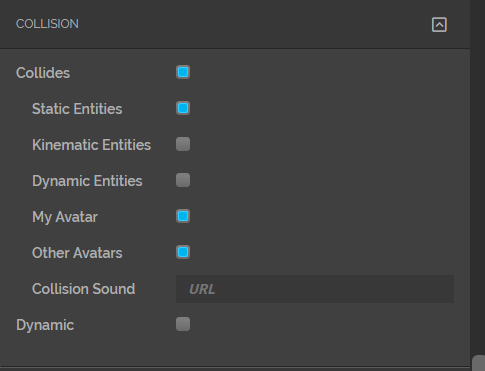 COLLISION
Collides
Static Entities
Kinematic Entities
Dynamic Entities
My Avatar
Other Avatars
Collision Sound URL
Dynamic